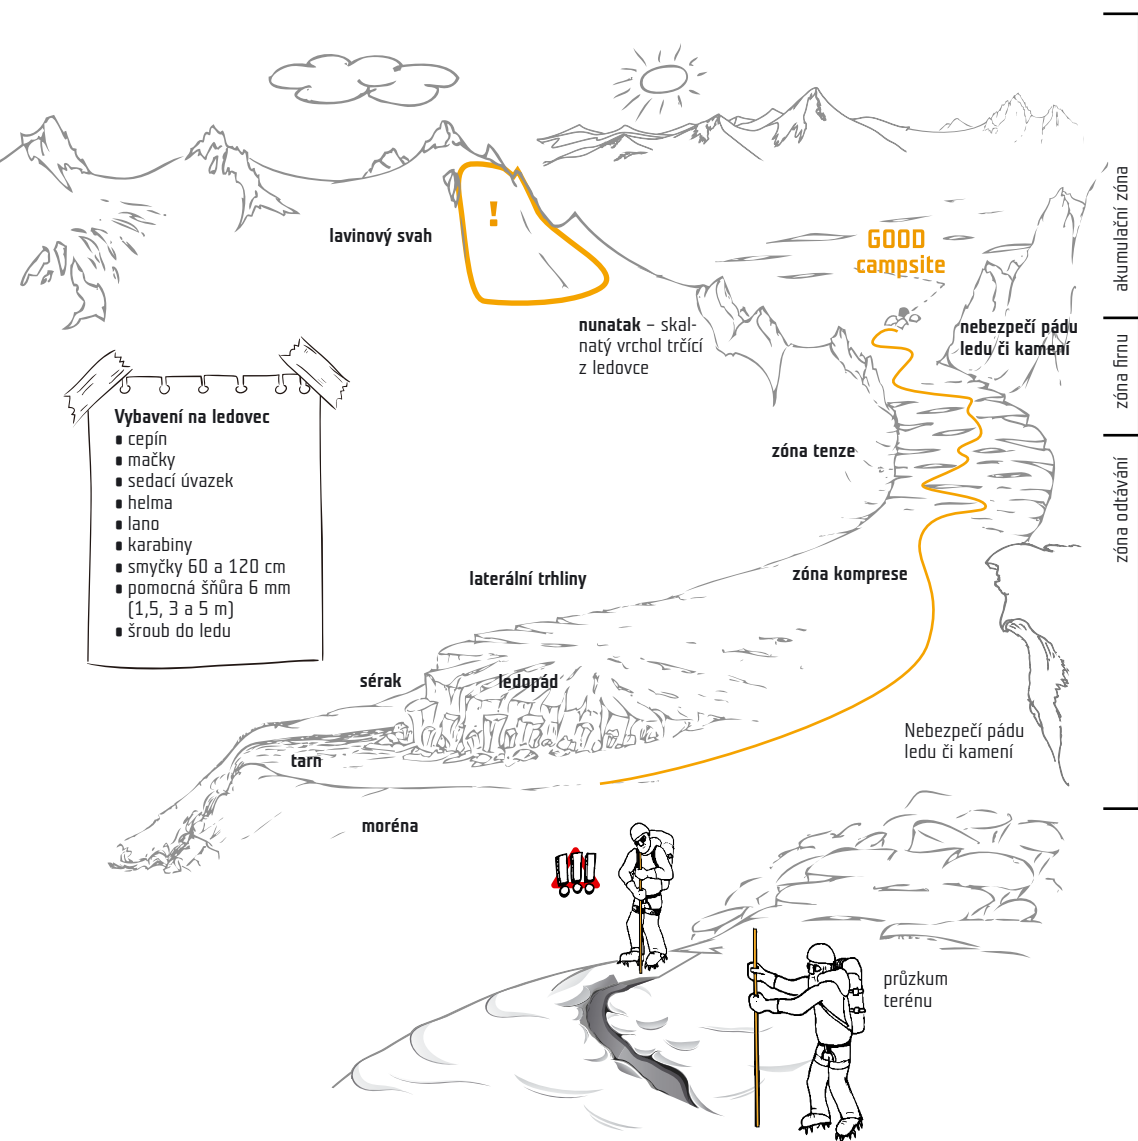 lavinový svah
!
GOOD
campsite
akumulační zóna
nunatak – skal-
natý vrchol trčící
z ledovce
nebezpečí pádu
ledu či kamení
zóna firnu
Vybavení na ledovec
cepín
mačky
sedací úvazek
helma
lano
karabiny
smyčky 60 a 120 cm
pomocná šňůra 6 mm
(1,5, 3 a 5 m)
šroub do ledu
zóna tenze
zóna odtávání
laterální trhliny
zóna komprese
sérak
ledopád
Nebezpečí pádu
ledu či kamení
tarn
moréna
!!!
průzkum
terénu